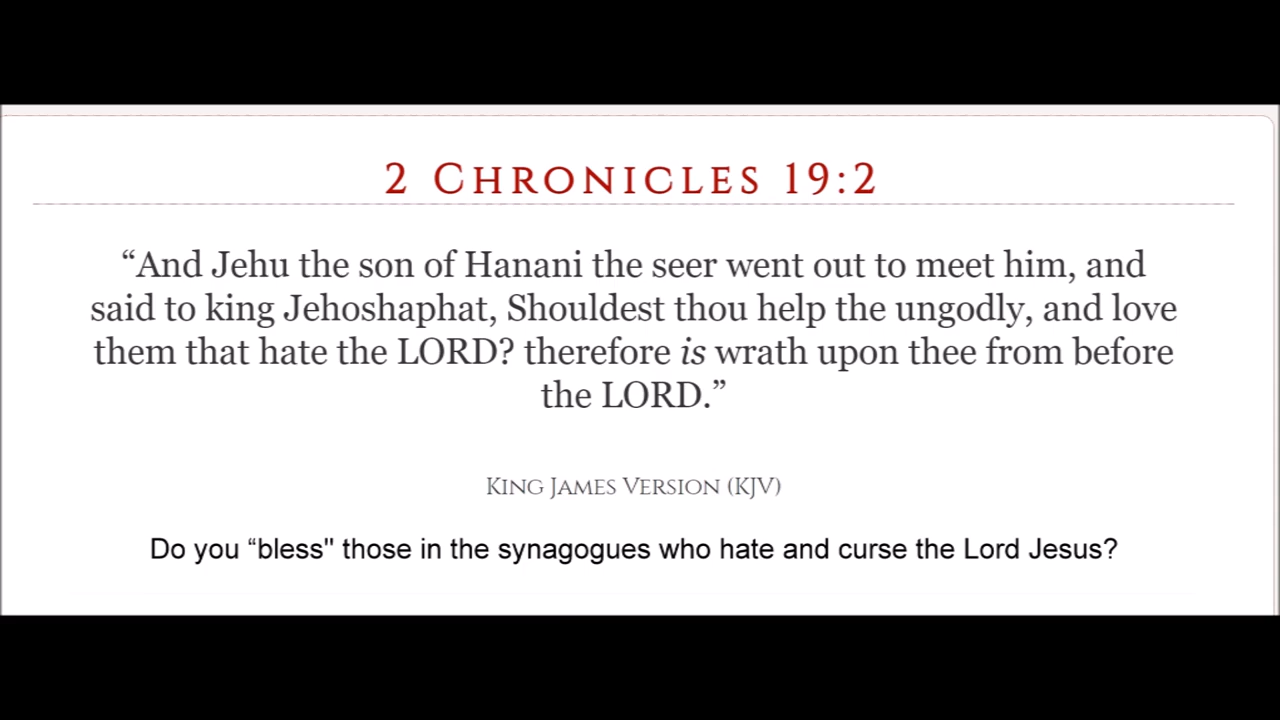 2 Chronicles 19:2
“And Jehu the son of Hanani the seer went out to meet him, and
said to king Jehoshaphat, Shouldest thou help the ungodly, and love
them that hate the LORD? therefore is wrath upon thee from before
the LORD.”
King James Version (KJV)
Do you “bless" those in the synagogues who hate and curse the Lord Jesus?